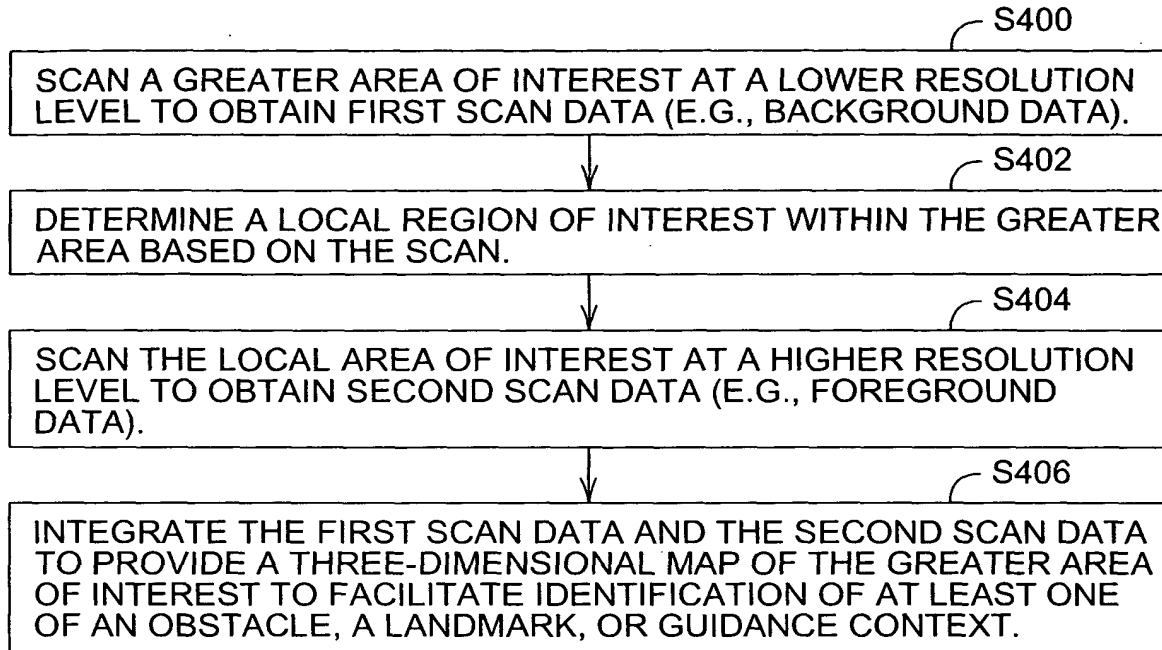 S400
SCAN A GREATER AREA OF INTEREST AT A LOWER RESOLUTION
LEVEL TO OBTAIN FIRST SCAN DATA (E.G., BACKGROUND DATA).
S402
DETERMINE A LOCAL REGION OF INTEREST WITHIN THE GREATER
AREA BASED ON THE SCAN.
S404
SCAN THE LOCAL AREA OF INTEREST AT A HIGHER RESOLUTION
LEVEL TO OBTAIN SECOND SCAN DATA (E.G., FOREGROUND
DATA).
S406
INTEGRATE THE FIRST SCAN DATA AND THE SECOND SCAN DATA
TO PROVIDE A THREE-DIMENSIONAL MAP OF THE GREATER AREA
OF INTEREST TO FACILITATE IDENTIFICATION OF AT LEAST ONE
OF AN OBSTACLE, A LANDMARK, OR GUIDANCE CONTEXT.